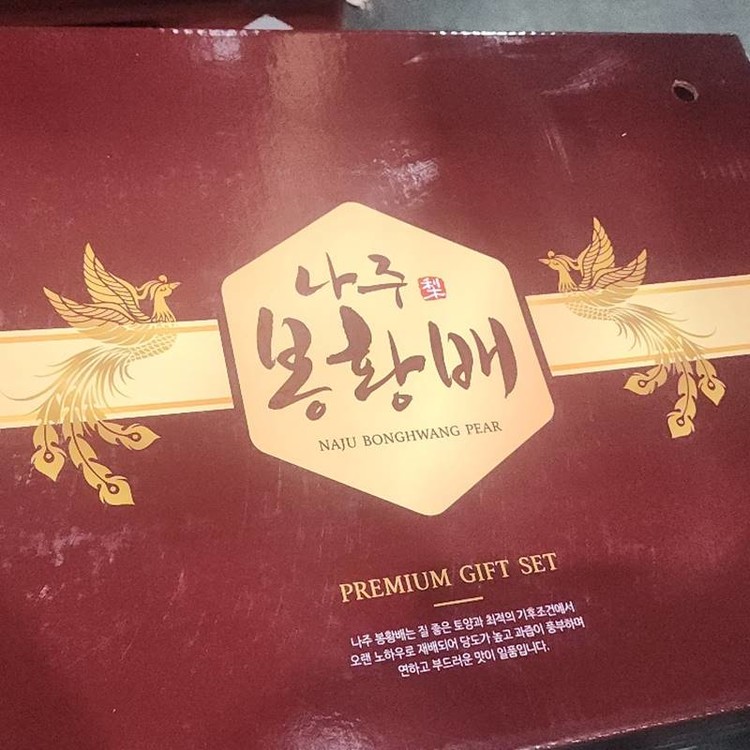 나주 梨
봉황배
NAJU BONGHWANG PEAR
PREMIUM GIFT SET
나주 봉황배는 질 좋은 토양과 최적의 기후조건에서
오랜 노하우로 재배되어 당도가 높고 과즙이 풍부하며
연하고 부드러운 맛이 일품입니다.